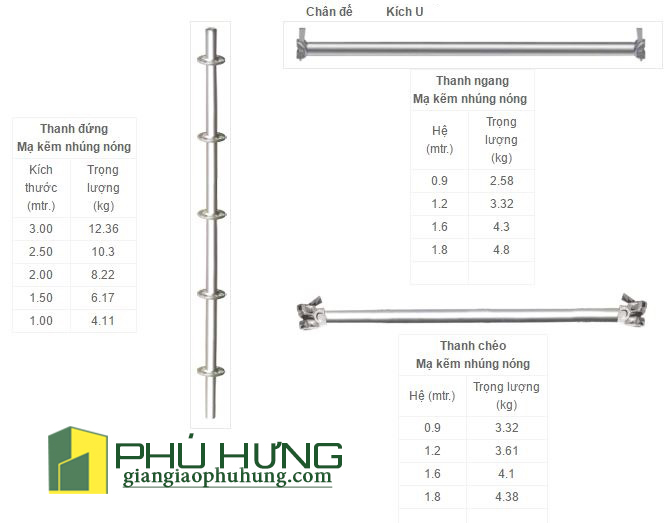 Chân đế Kích U
Thanh đứng
Mạ kẽm nhúng nóng
Kích thước (mtr.) Trọng lượng (kg)
3.00 12.36
2.50 10.3
2.00 8.22
1.50 6.17
1.00 4.11
Thanh ngang
Mạ kẽm nhúng nóng
Hệ (mtr.) Trọng lượng (kg)
0.9 2.58
1.2 3.32
1.6 4.3
1.8 4.8
Thanh chéo
Mạ kẽm nhúng nóng
Hệ (mtr.) Trọng lượng (kg)
0.9 3.32
1.2 3.61
1.6 4.1
1.8 4.38
PHÚ HƯNG
giangiaophuhung.com